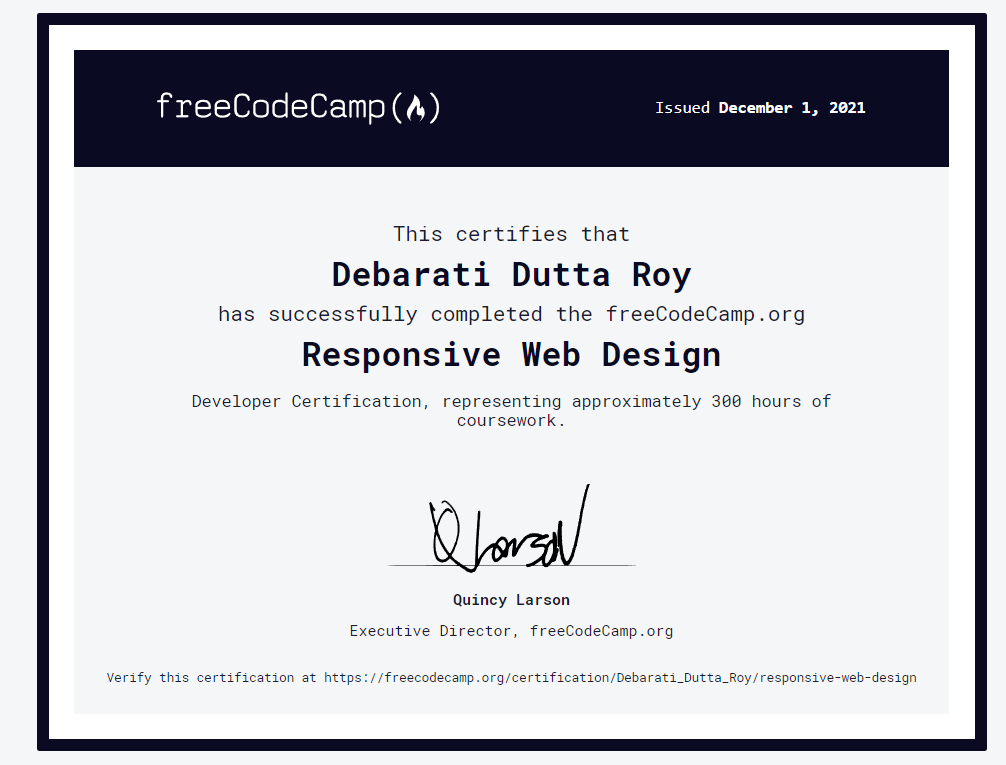 freeCodeCamp
Issued December 1, 2021
This certifies that
Debarati Dutta Roy
has successfully completed the freeCodeCamp.org
Responsive Web Design
Developer Certification, representing approximately 300 hours of
coursework.
Q Larson
Quincy Larson
Executive Director, freeCodeCamp.org
Verify this certification at https://freecodecamp.org/certification/Debarati_Dutta_Roy/responsive-web-design